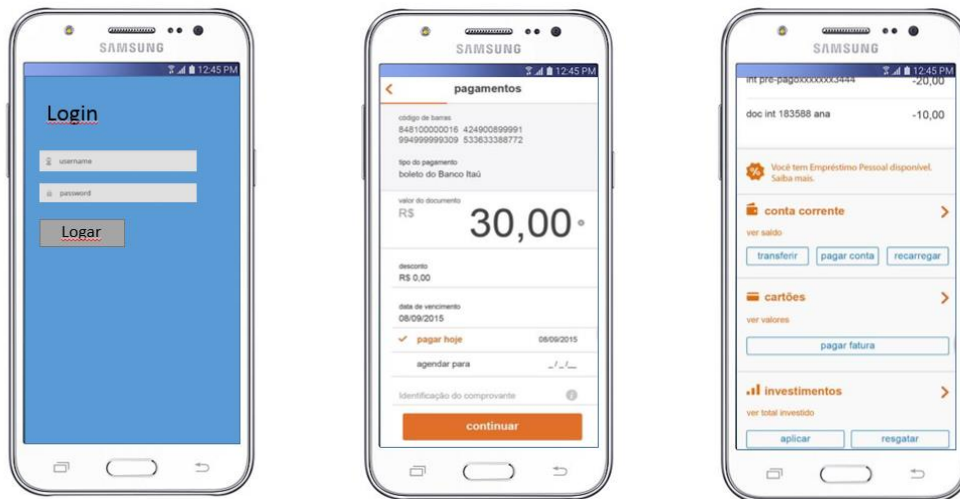 SAMSUNG
12:45 PM
Login
username
password
Logar
SAMSUNG
12:45 PM
pagamentos
código de barras
848100000016 424900899991
994999999309 533633388772
tipo do pagamento
boleto do Banco Itaú
valor do documento
R$ 30,00
desconto
R$ 0,00
data de vencimento
08/09/2015
pagar hoje 08/09/2015
agendar para _/_/__
Identificação do comprovante
continuar
SAMSUNG
12:45 PM
int pré-pagoxxxxxxx3444 -20,00
doc int 183588 ana -10,00
Você tem Empréstimo Pessoal disponível.
Saiba mais.
conta corrente
ver saldo
transferir pagar conta recarregar
cartões
ver valores
pagar fatura
investimentos
ver total investido
aplicar resgatar